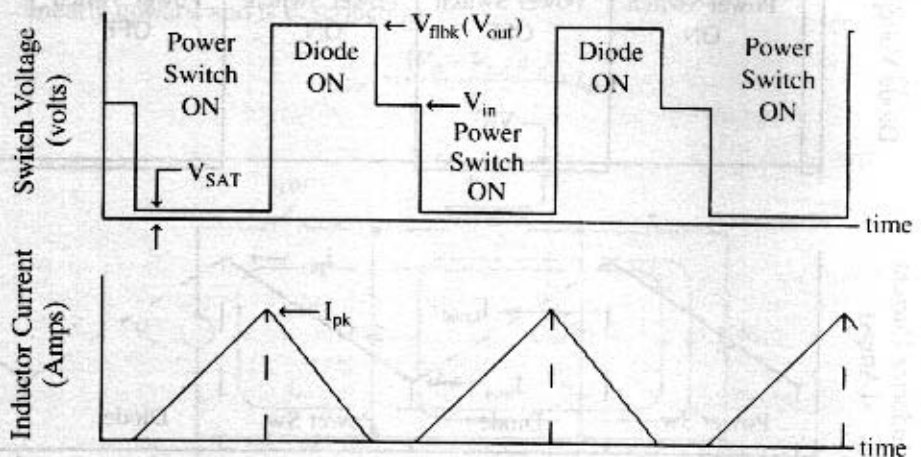 Switch Voltage
(volts)
Power
Switch
ON
V_SAT
Diode
ON
V_flbk(V_out)
V_in
Power
Switch
ON
Diode
ON
Power
Switch
ON
time
Inductor Current
(Amps)
I_pk
time